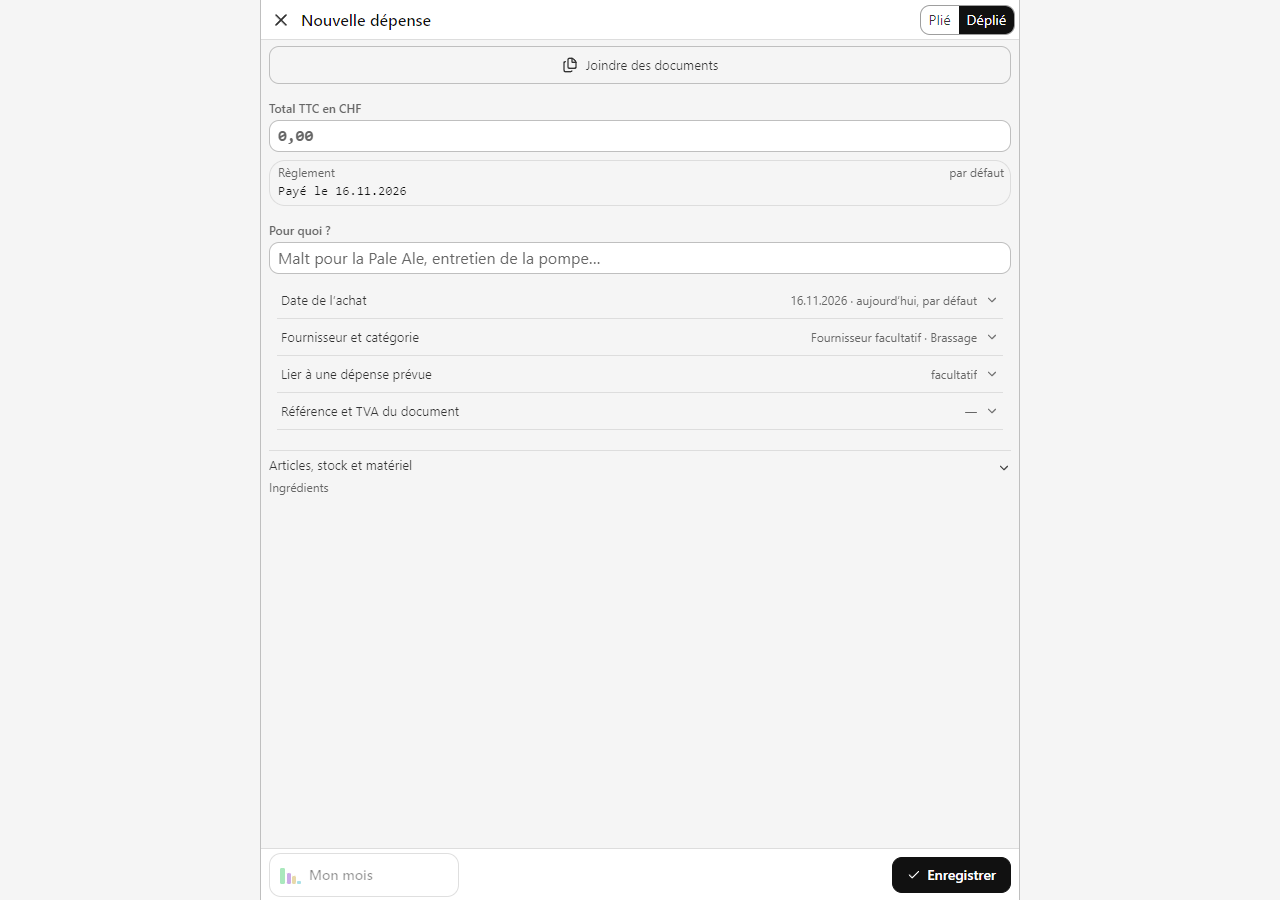 Nouvelle dépense
Plié Déplié
Joindre des documents
Total TTC en CHF
0,00
Règlement par défaut
Payé le 16.11.2026
Pour quoi ?
Malt pour la Pale Ale, entretien de la pompe...
Date de l'achat 16.11.2026 · aujourd'hui, par défaut
Fournisseur et catégorie Fournisseur facultatif · Brassage
Lier à une dépense prévue facultatif
Référence et TVA du document —
Articles, stock et matériel
Ingrédients
Mon mois Enregistrer